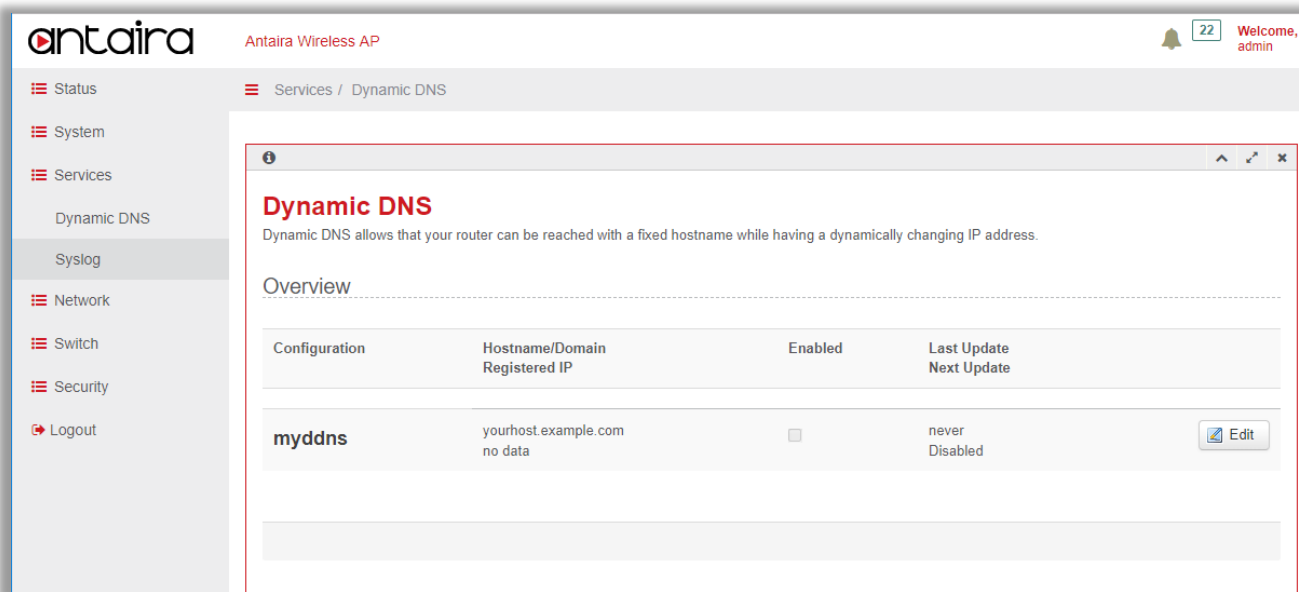 antaira
Antaira Wireless AP
22
Welcome,
admin
Status
System
Services
Dynamic DNS
Syslog
Network
Switch
Security
Logout
Services / Dynamic DNS
Dynamic DNS
Dynamic DNS allows that your router can be reached with a fixed hostname while having a dynamically changing IP address.
Overview
Configuration
Hostname/Domain
Registered IP
Enabled
Last Update
Next Update
myddns
yourhost.example.com
no data
never
Disabled
Edit